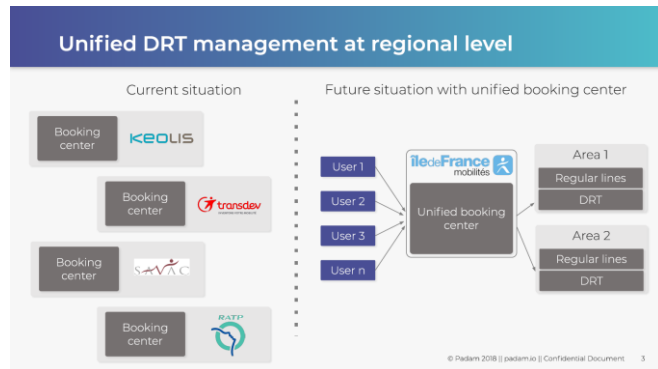 Unified DRT management at regional level
Current situation
Booking
center
KEOLIS
Booking
center
transdev
Booking
center
SAVAC
Booking
center
RATP
Future situation with unified booking center
User 1
User 2
User 3
User n
îledeFrance
mobilités
Unified booking
center
Area 1
Regular lines
DRT
Area 2
Regular lines
DRT
© Padam 2018 || padam.io || Confidential Document 3